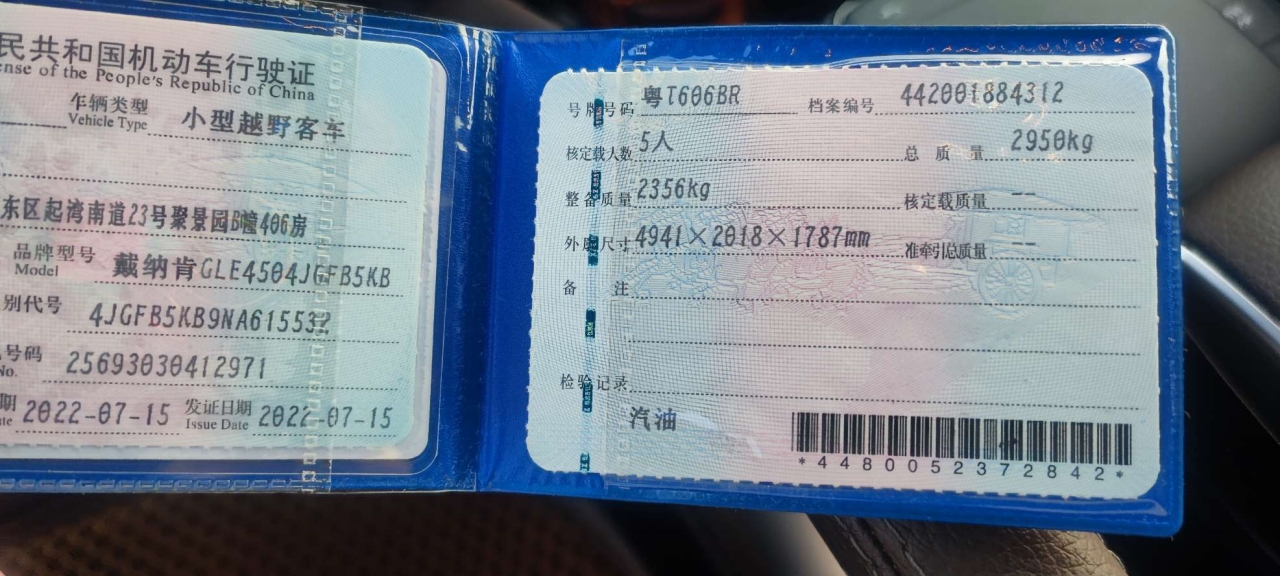 民共和国机动车行驶证
ense of the People's Republic of China
车辆类型 小型越野客车
Vehicle Type
东区起湾南道23号聚景园B幢406房
品牌型号 戴纳肯GLE4504JGFB5KB
Model
别代号 4JGFB5KB9NA615532
号码 25693030412971
No.
期 2022-07-15 发证日期 2022-07-15
ate Issue Date
号牌号码 粤T606BR 档案编号 442001884312
核定载人数 5人 总质量 2950kg
整备质量 2356kg 核定载质量 --
外廓尺寸 4941×2018×1787mm 准牵引总质量 --
备注
检验记录
汽油
*4480052372842*